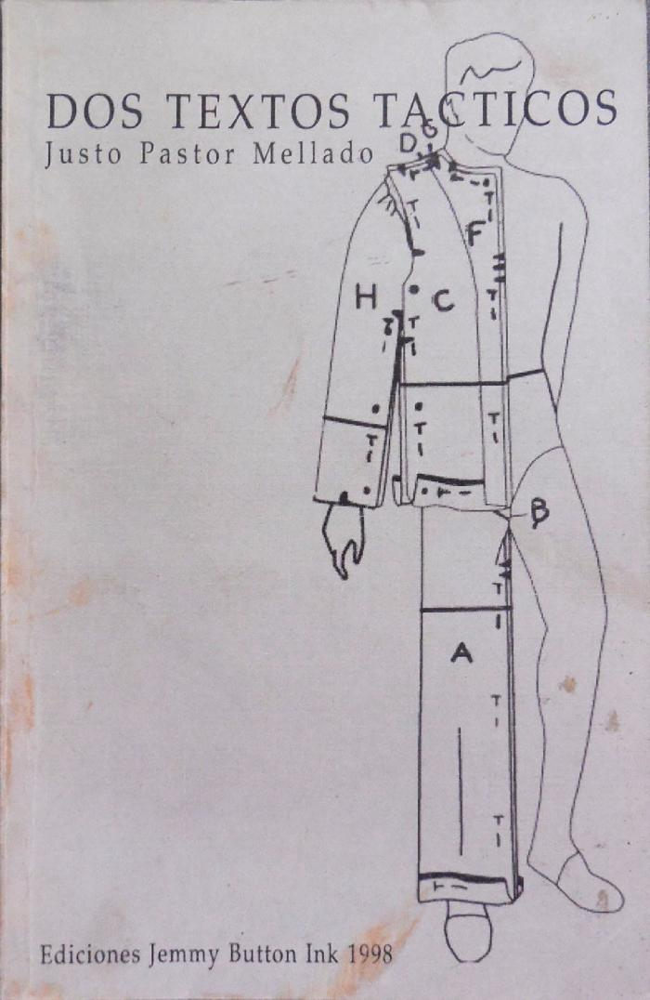 DOS TEXTOS TACTICOS
Justo Pastor Mellado
D G
F
H C
B
A
Ediciones Jemmy Button Ink 1998